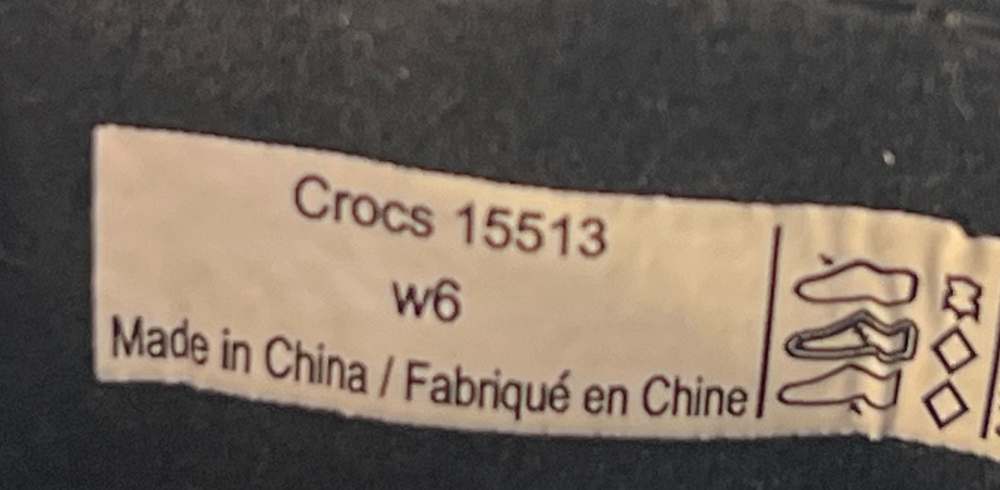 Crocs 15513
w6
Made in China / Fabriqué en Chine